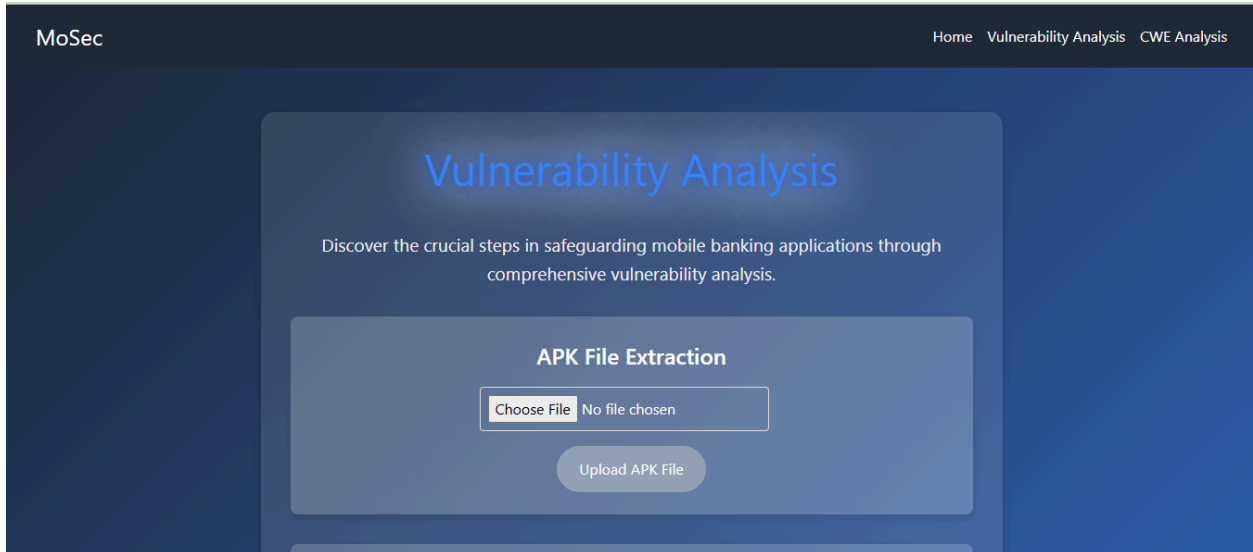 MoSec
Home Vulnerability Analysis CWE Analysis
Vulnerability Analysis
Discover the crucial steps in safeguarding mobile banking applications through
comprehensive vulnerability analysis.
APK File Extraction
Choose File No file chosen
Upload APK File